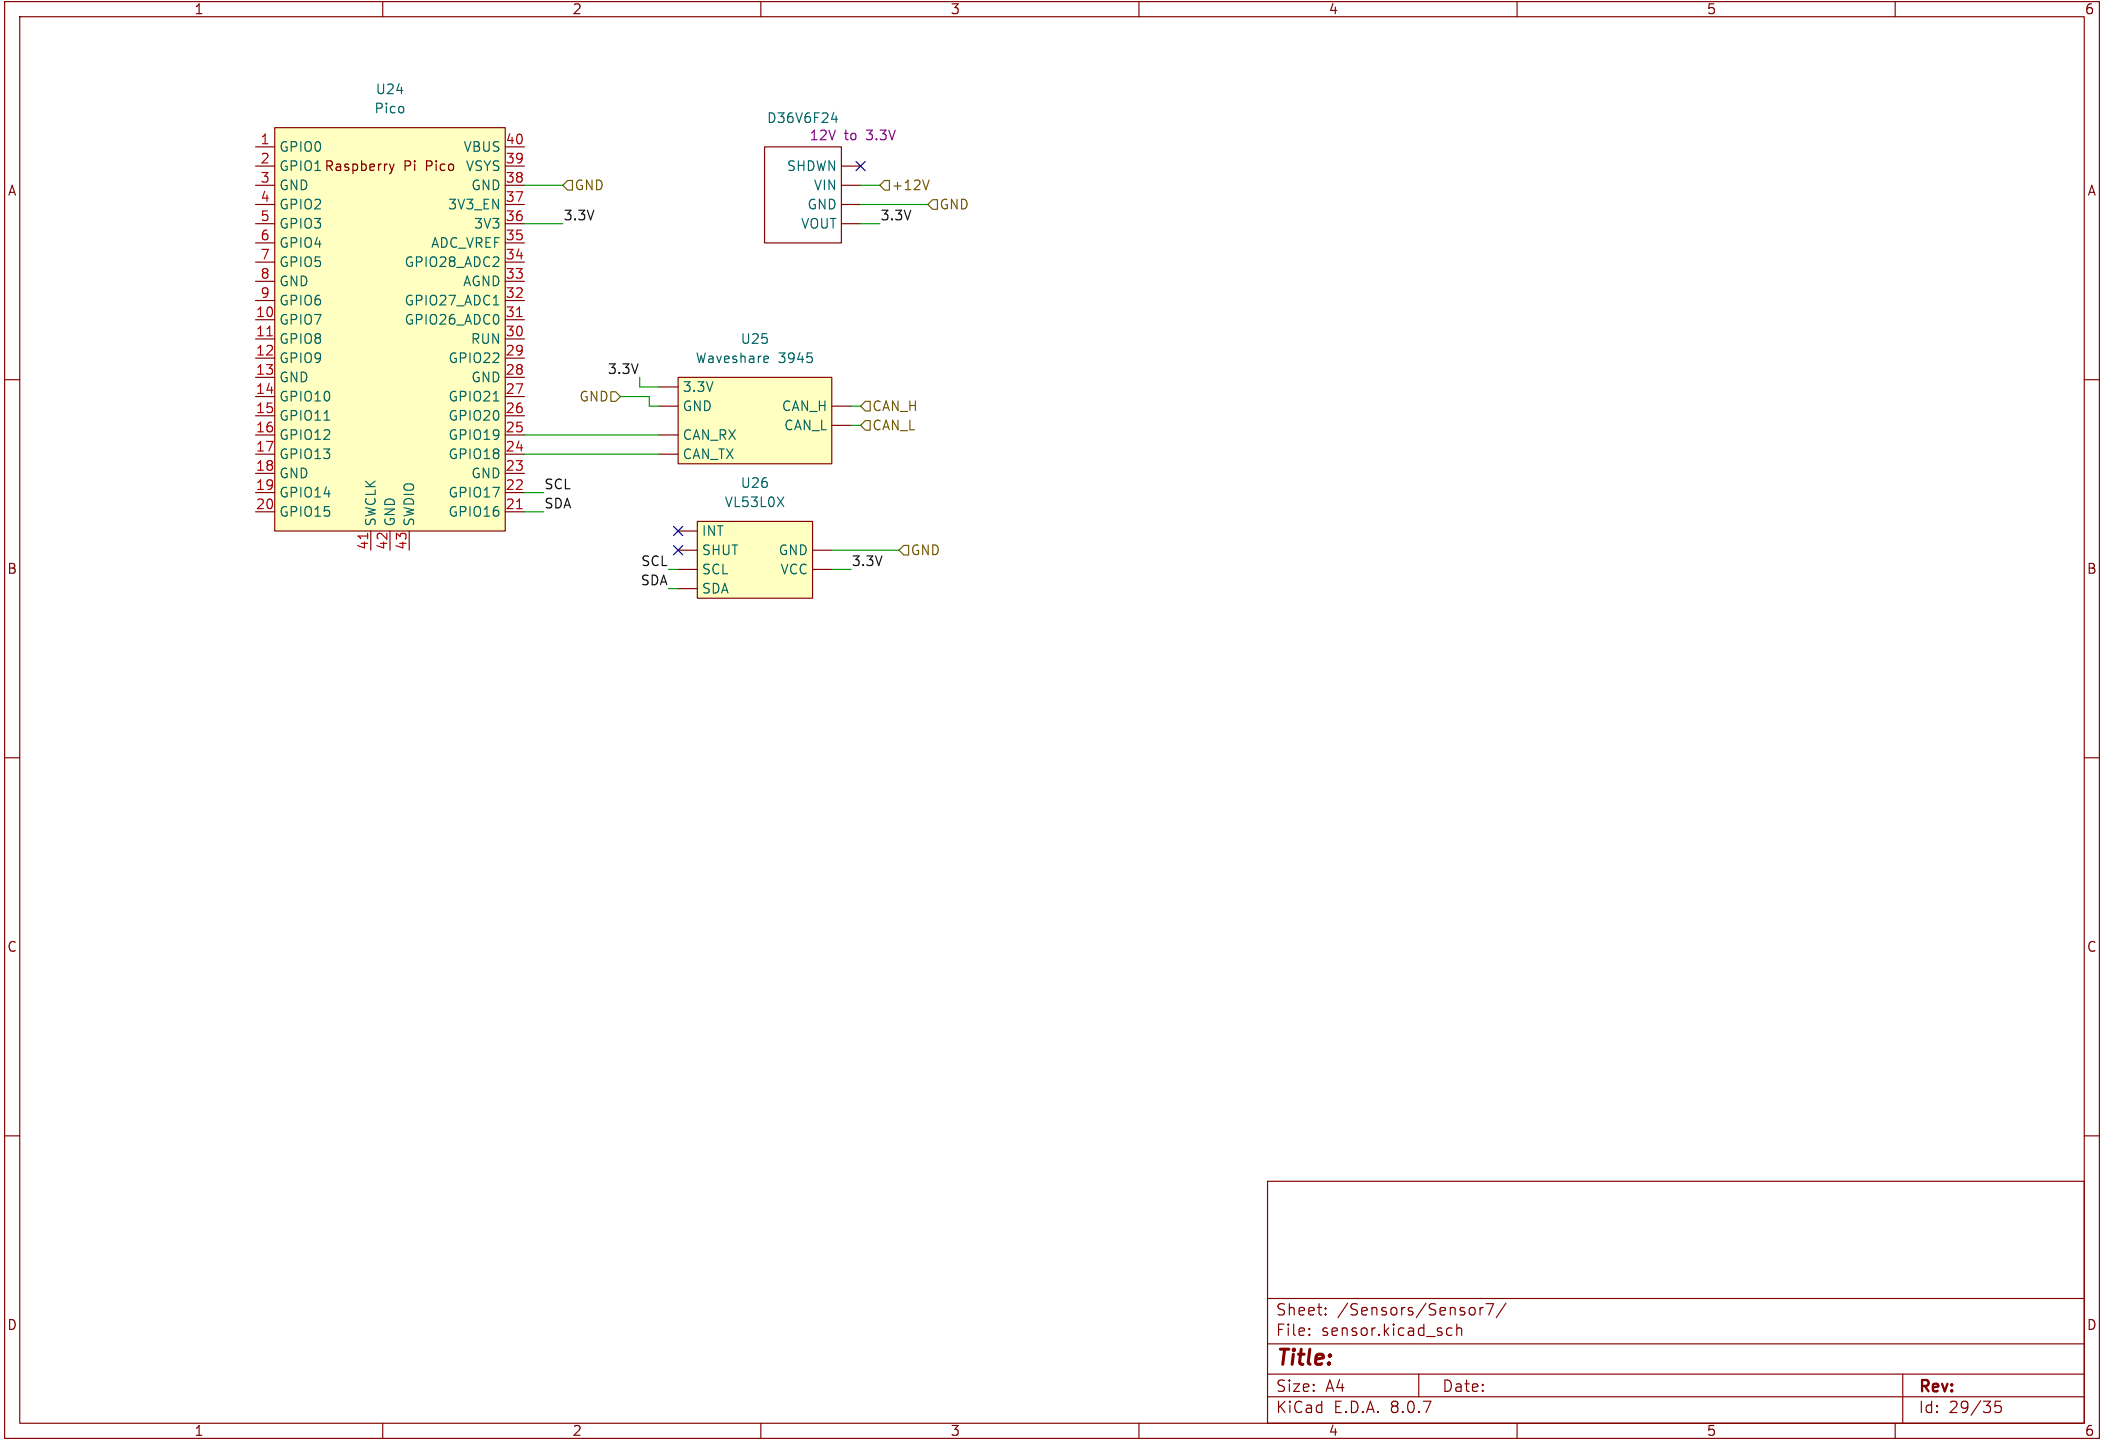 1 2 3 4 5 6
A
B
C
D
A
B
C
D
U24
Pico
Raspberry Pi Pico
1 GPIO0
2 GPIO1
3 GND
4 GPIO2
5 GPIO3
6 GPIO4
7 GPIO5
8 GND
9 GPIO6
10 GPIO7
11 GPIO8
12 GPIO9
13 GND
14 GPIO10
15 GPIO11
16 GPIO12
17 GPIO13
18 GND
19 GPIO14
20 GPIO15
VBUS 40
VSYS 39
GND 38 GND
3V3_EN 37
3V3 36 3.3V
ADC_VREF 35
GPIO28_ADC2 34
AGND 33
GPIO27_ADC1 32
GPIO26_ADC0 31
RUN 30
GPIO22 29
GND 28
GPIO21 27
GPIO20 26
GPIO19 25
GPIO18 24
GND 23
GPIO17 22 SCL
GPIO16 21 SDA
SWCLK 41
GND 42
SWDIO 43
D36V6F24
12V to 3.3V
SHDWN
VIN +12V
GND GND
VOUT 3.3V
U25
Waveshare 3945
3.3V 3.3V
GND GND
CAN_RX
CAN_TX
CAN_H CAN_H
CAN_L CAN_L
U26
VL53L0X
INT
SHUT
SCL SCL
SDA SDA
GND GND
VCC 3.3V
Sheet: /Sensors/Sensor7/
File: sensor.kicad_sch
Title:
Size: A4 Date: Rev:
KiCad E.D.A. 8.0.7 Id: 29/35
1 2 3 4 5 6